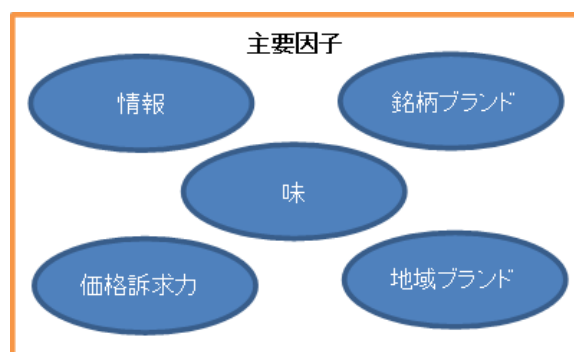 主要因子
情報
銘柄ブランド
味
価格訴求力
地域ブランド